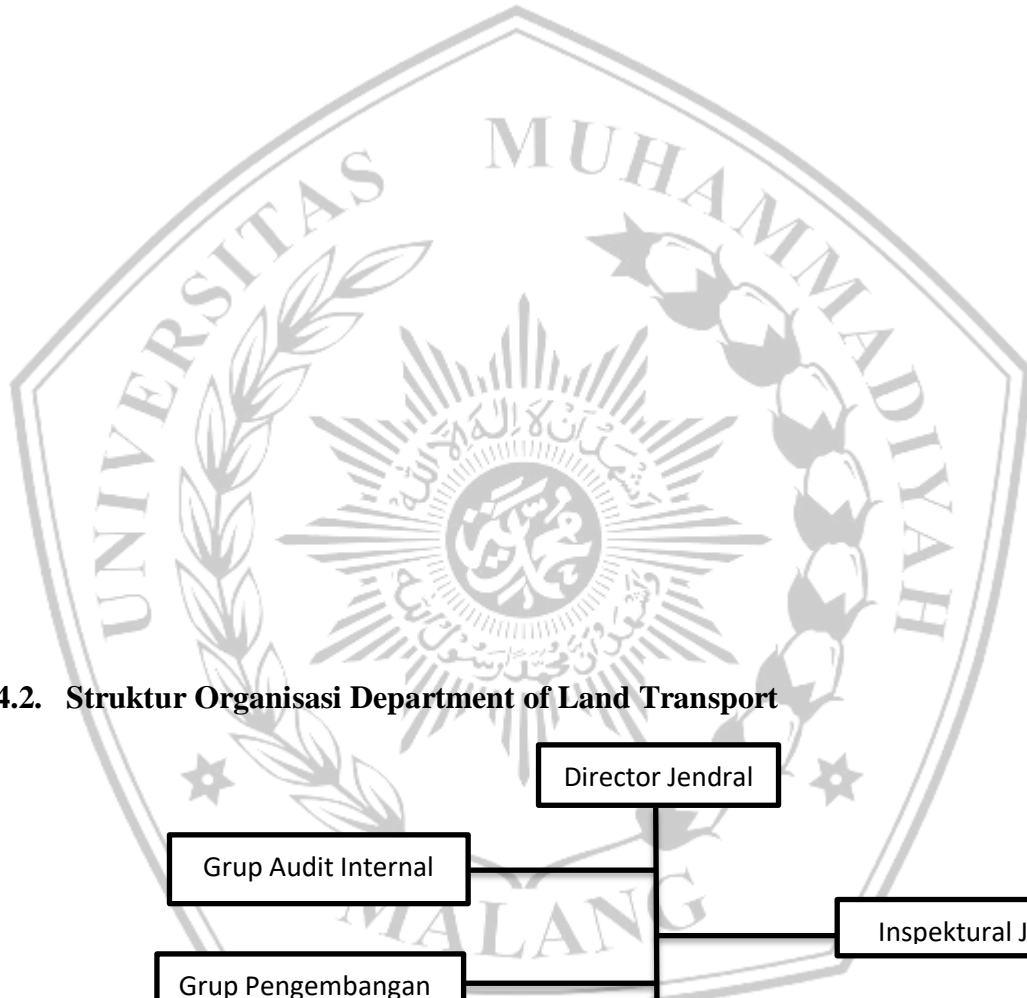 UNIVERSITAS MUHAMMADIYAH
MALANG
4.2. Struktur Organisasi Department of Land Transport
Director Jendral
Grup Audit Internal
Inspektural J
Grup Pengembangan